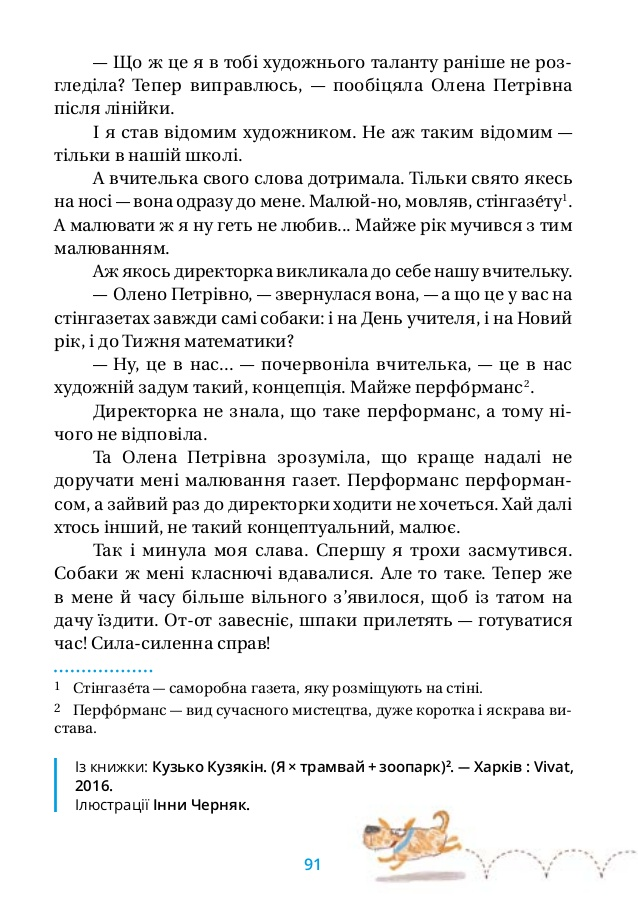 — Що ж це я в тобі художнього таланту раніше не роз-
гледіла? Тепер виправлюсь, — пообіцяла Олена Петрівна
після лінійки.
І я став відомим художником. Не аж таким відомим —
тільки в нашій школі.
А вчителька свого слова дотримала. Тільки свято якесь
на носі — вона одразу до мене. Малюй-но, мовляв, стінгазе́ту¹.
А малювати ж я ну геть не любив... Майже рік мучився з тим
малюванням.
Аж якось директорка викликала до себе нашу вчительку.
— Олено Петрівно, — звернулася вона, — а що це у вас на
стінгазетах завжди самі собаки: і на День учителя, і на Новий
рік, і до Тижня математики?
— Ну, це в нас... — почервоніла вчителька, — це в нас
художній задум такий, концепція. Майже перфо́рманс².
Директорка не знала, що таке перформанс, а тому ні-
чого не відповіла.
Та Олена Петрівна зрозуміла, що краще надалі не
доручати мені малювання газет. Перформанс перформан-
сом, а зайвий раз до директорки ходити не хочеться. Хай далі
хтось інший, не такий концептуальний, малює.
Так і минула моя слава. Спершу я трохи засмутився.
Собаки ж мені класнючі вдавалися. Але то таке. Тепер же
в мене й часу більше вільного з’явилося, щоб із татом на
дачу їздити. От-от завесніє, шпаки прилетять — готуватися
час! Сила-силенна справ!
1 Стінгазе́та — саморобна газета, яку розміщують на стіні.
2 Перфо́рманс — вид сучасного мистецтва, дуже коротка і яскрава ви-
става.
Із книжки: Кузько Кузякін. (Я × трамвай + зоопарк)². — Харків : Vivat,
2016.
Ілюстрації Інни Черняк.
91